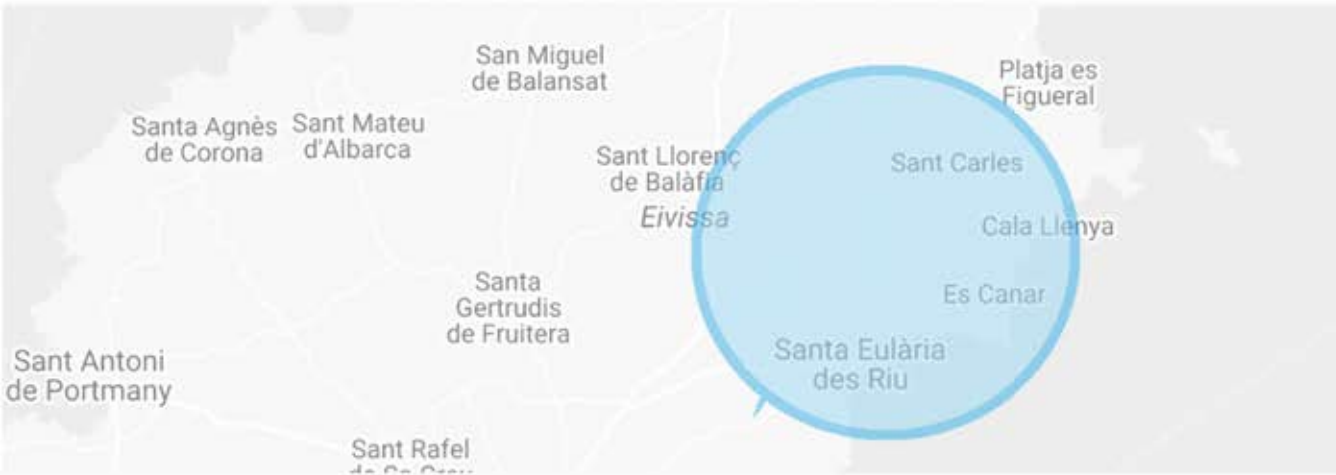 San Miguel
de Balansat
Platja es
Figueral
Santa Agnès
de Corona
Sant Mateu
d'Albarca
Sant Llorenç
de Balàfia
Sant Carles
Eivissa
Cala Llenya
Santa
Gertrudis
de Fruitera
Es Canar
Santa Eulària
des Riu
Sant Antoni
de Portmany
Sant Rafel